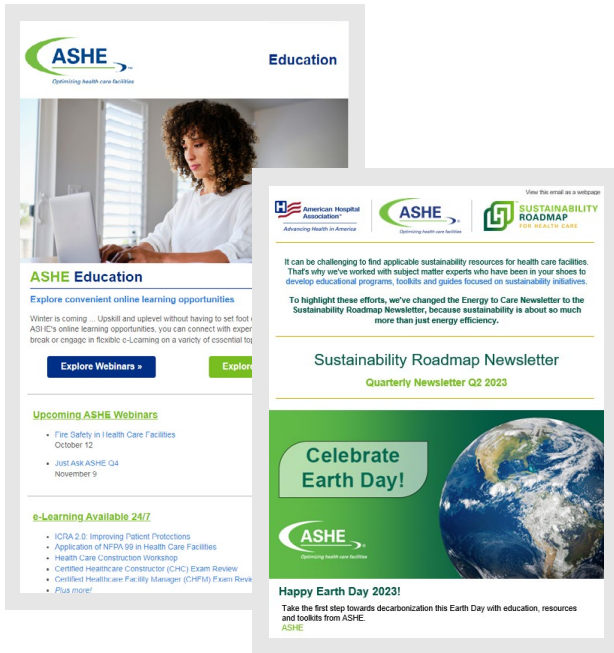 ASHE™
Optimizing health care facilities
Education
ASHE Education
Explore convenient online learning opportunities
Winter is coming ... Upskill and uplevel without having to set foot
ASHE's online learning opportunities, you can connect with
break or engage in flexible e-Learning on a variety of essential
Explore Webinars »
Upcoming ASHE Webinars
• Fire Safety in Health Care Facilities
October 12
• Just Ask ASHE Q4
November 9
e-Learning Available 24/7
• ICRA 2.0: Improving Patient Protections
• Application of NFPA 99 in Health Care Facilities
• Health Care Construction Workshop
• Certified Healthcare Constructor (CHC) Exam Review
• Certified Healthcare Facility Manager (CHFM) Exam
• Plus more!
View this email as a webpage
American Hospital
Association™
Advancing Health in America
ASHE
Optimizing health care facilities
SUSTAINABILITY
ROADMAP
FOR HEALTH CARE
It can be challenging to find applicable sustainability resources for health care facilities.
That's why we've worked with subject matter experts who have been in your shoes to
develop educational programs, toolkits and guides focused on sustainability initiatives.
To highlight these efforts, we've changed the Energy to Care Newsletter to the
Sustainability Roadmap Newsletter, because sustainability is about so much
more than just energy efficiency.
Sustainability Roadmap Newsletter
Quarterly Newsletter Q2 2023
Celebrate
Earth Day!
ASHE
Optimizing health care facilities
Happy Earth Day 2023!
Take the first step towards decarbonization this Earth Day with education, resources
and toolkits from ASHE.
ASHE